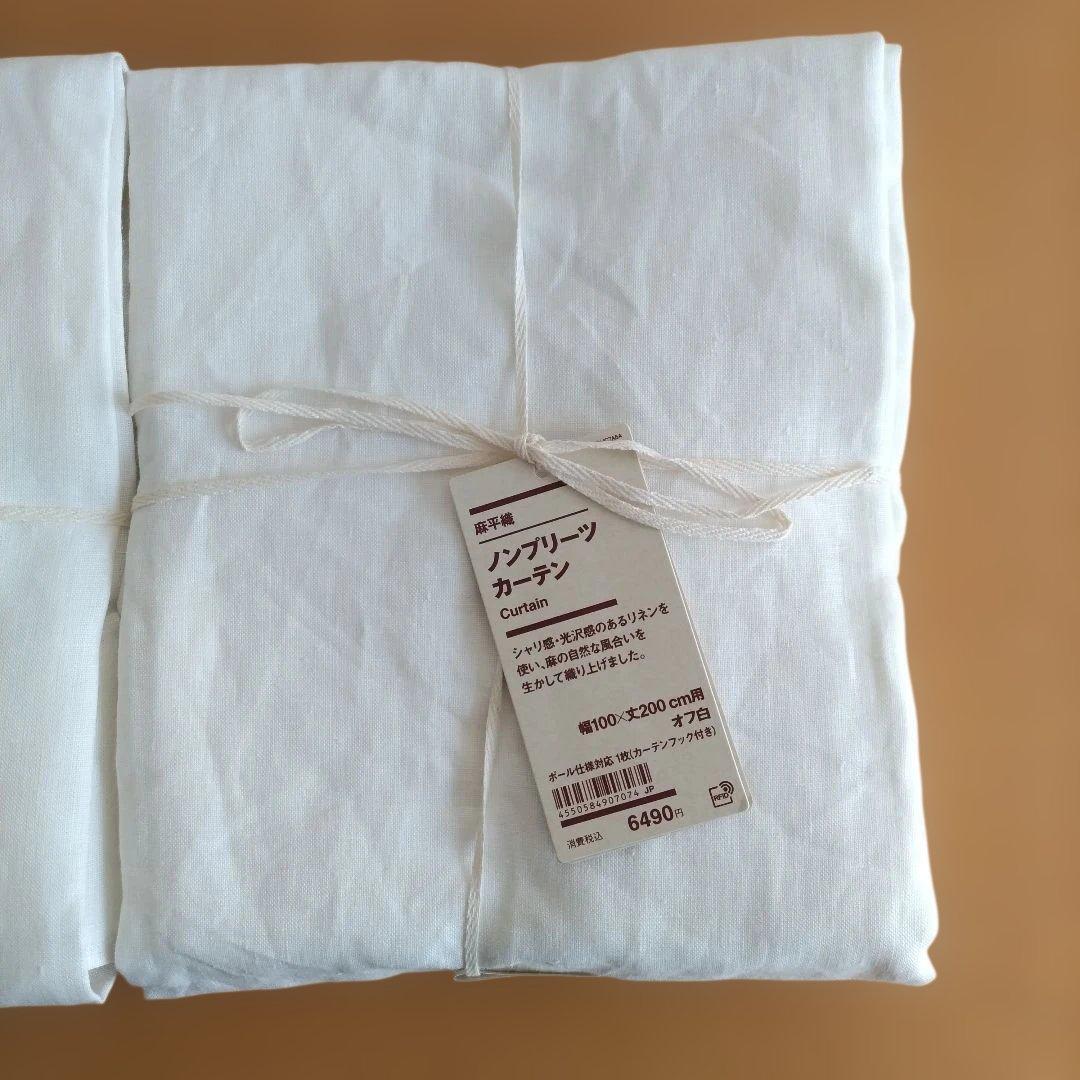 麻平織
ノンプリーツ
カーテン
Curtain
シャリ感・光沢感のあるリネンを
使い、麻の自然な風合いを
生かして織り上げました。
幅100×丈200 cm用
オフ白
ポール仕様対応 1枚(カーテンフック付き)
4550584907074 JP
消費税込 6490円
RFID